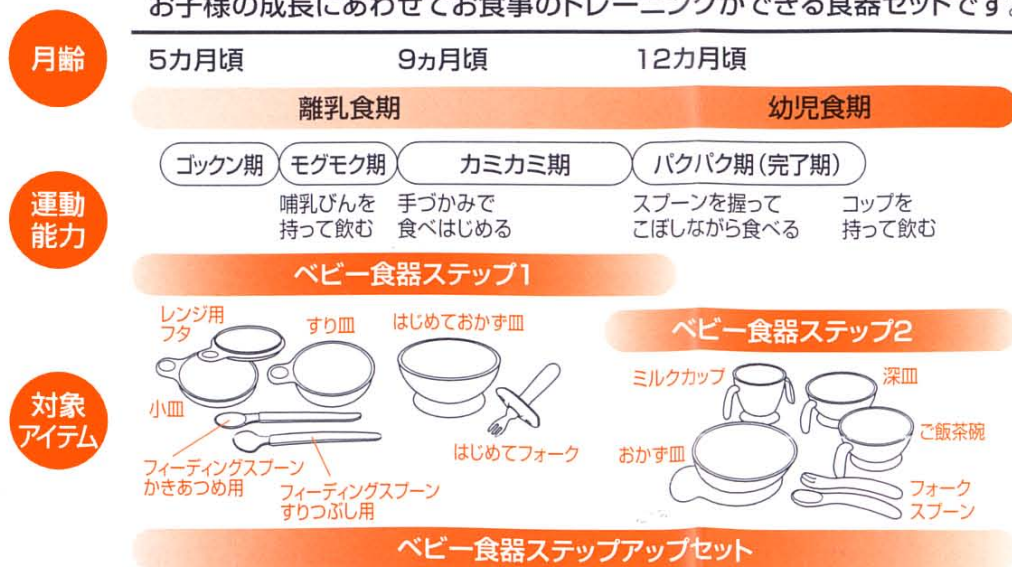 お子様の成長にあわせてお食事のトレーニングができる食器セットです。
月齢
5カ月頃
9ヵ月頃
12カ月頃
離乳食期
幼児食期
運動
能力
ゴックン期
モグモク期
カミカミ期
パクパク期(完了期)
哺乳びんを
持って飲む
手づかみで
食べはじめる
スプーンを握って
こぼしながら食べる
コップを
持って飲む
対象
アイテム
ベビー食器ステップ1
レンジ用
フタ
すり皿
はじめておかず皿
小皿
はじめてフォーク
フィーディングスプーン
かきあつめ用
フィーディングスプーン
すりつぶし用
ベビー食器ステップ2
ミルクカップ
深皿
ご飯茶碗
おかず皿
フォーク
スプーン
ベビー食器ステップアップセット